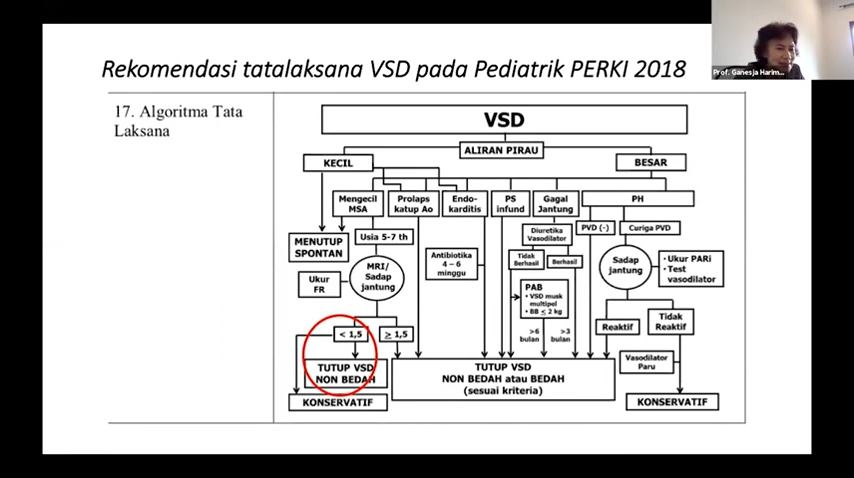 Prof. Ganesja Harim...
Rekomendasi tatalaksana VSD pada Pediatrik PERKI 2018
17. Algoritma Tata
Laksana
VSD
ALIRAN PIRAU
KECIL
BESAR
Mengecil
MSA
Prolaps
katup Ao
Endo-
karditis
PS
infund
Gagal
Jantung
PH
Usia 5-7 th
Diuretika
Vasodilator
PVD (-)
Curiga PVD
MENUTUP
SPONTAN
Antibiotika
4 – 6
minggu
Tidak
Berhasil
Berhasil
Ukur
FR
MRI/
Sadap
jantung
Sadap
jantung
• Ukur PARi
• Test
vasodilator
PAB
• VSD musk
multipel
• BB ≤ 2 kg
< 1,5
≥ 1,5
>6
bulan
>3
bulan
Reaktif
Tidak
Reaktif
TUTUP VSD
NON BEDAH
TUTUP VSD
NON BEDAH atau BEDAH
(sesuai kriteria)
Vasodilator
Paru
KONSERVATIF
KONSERVATIF